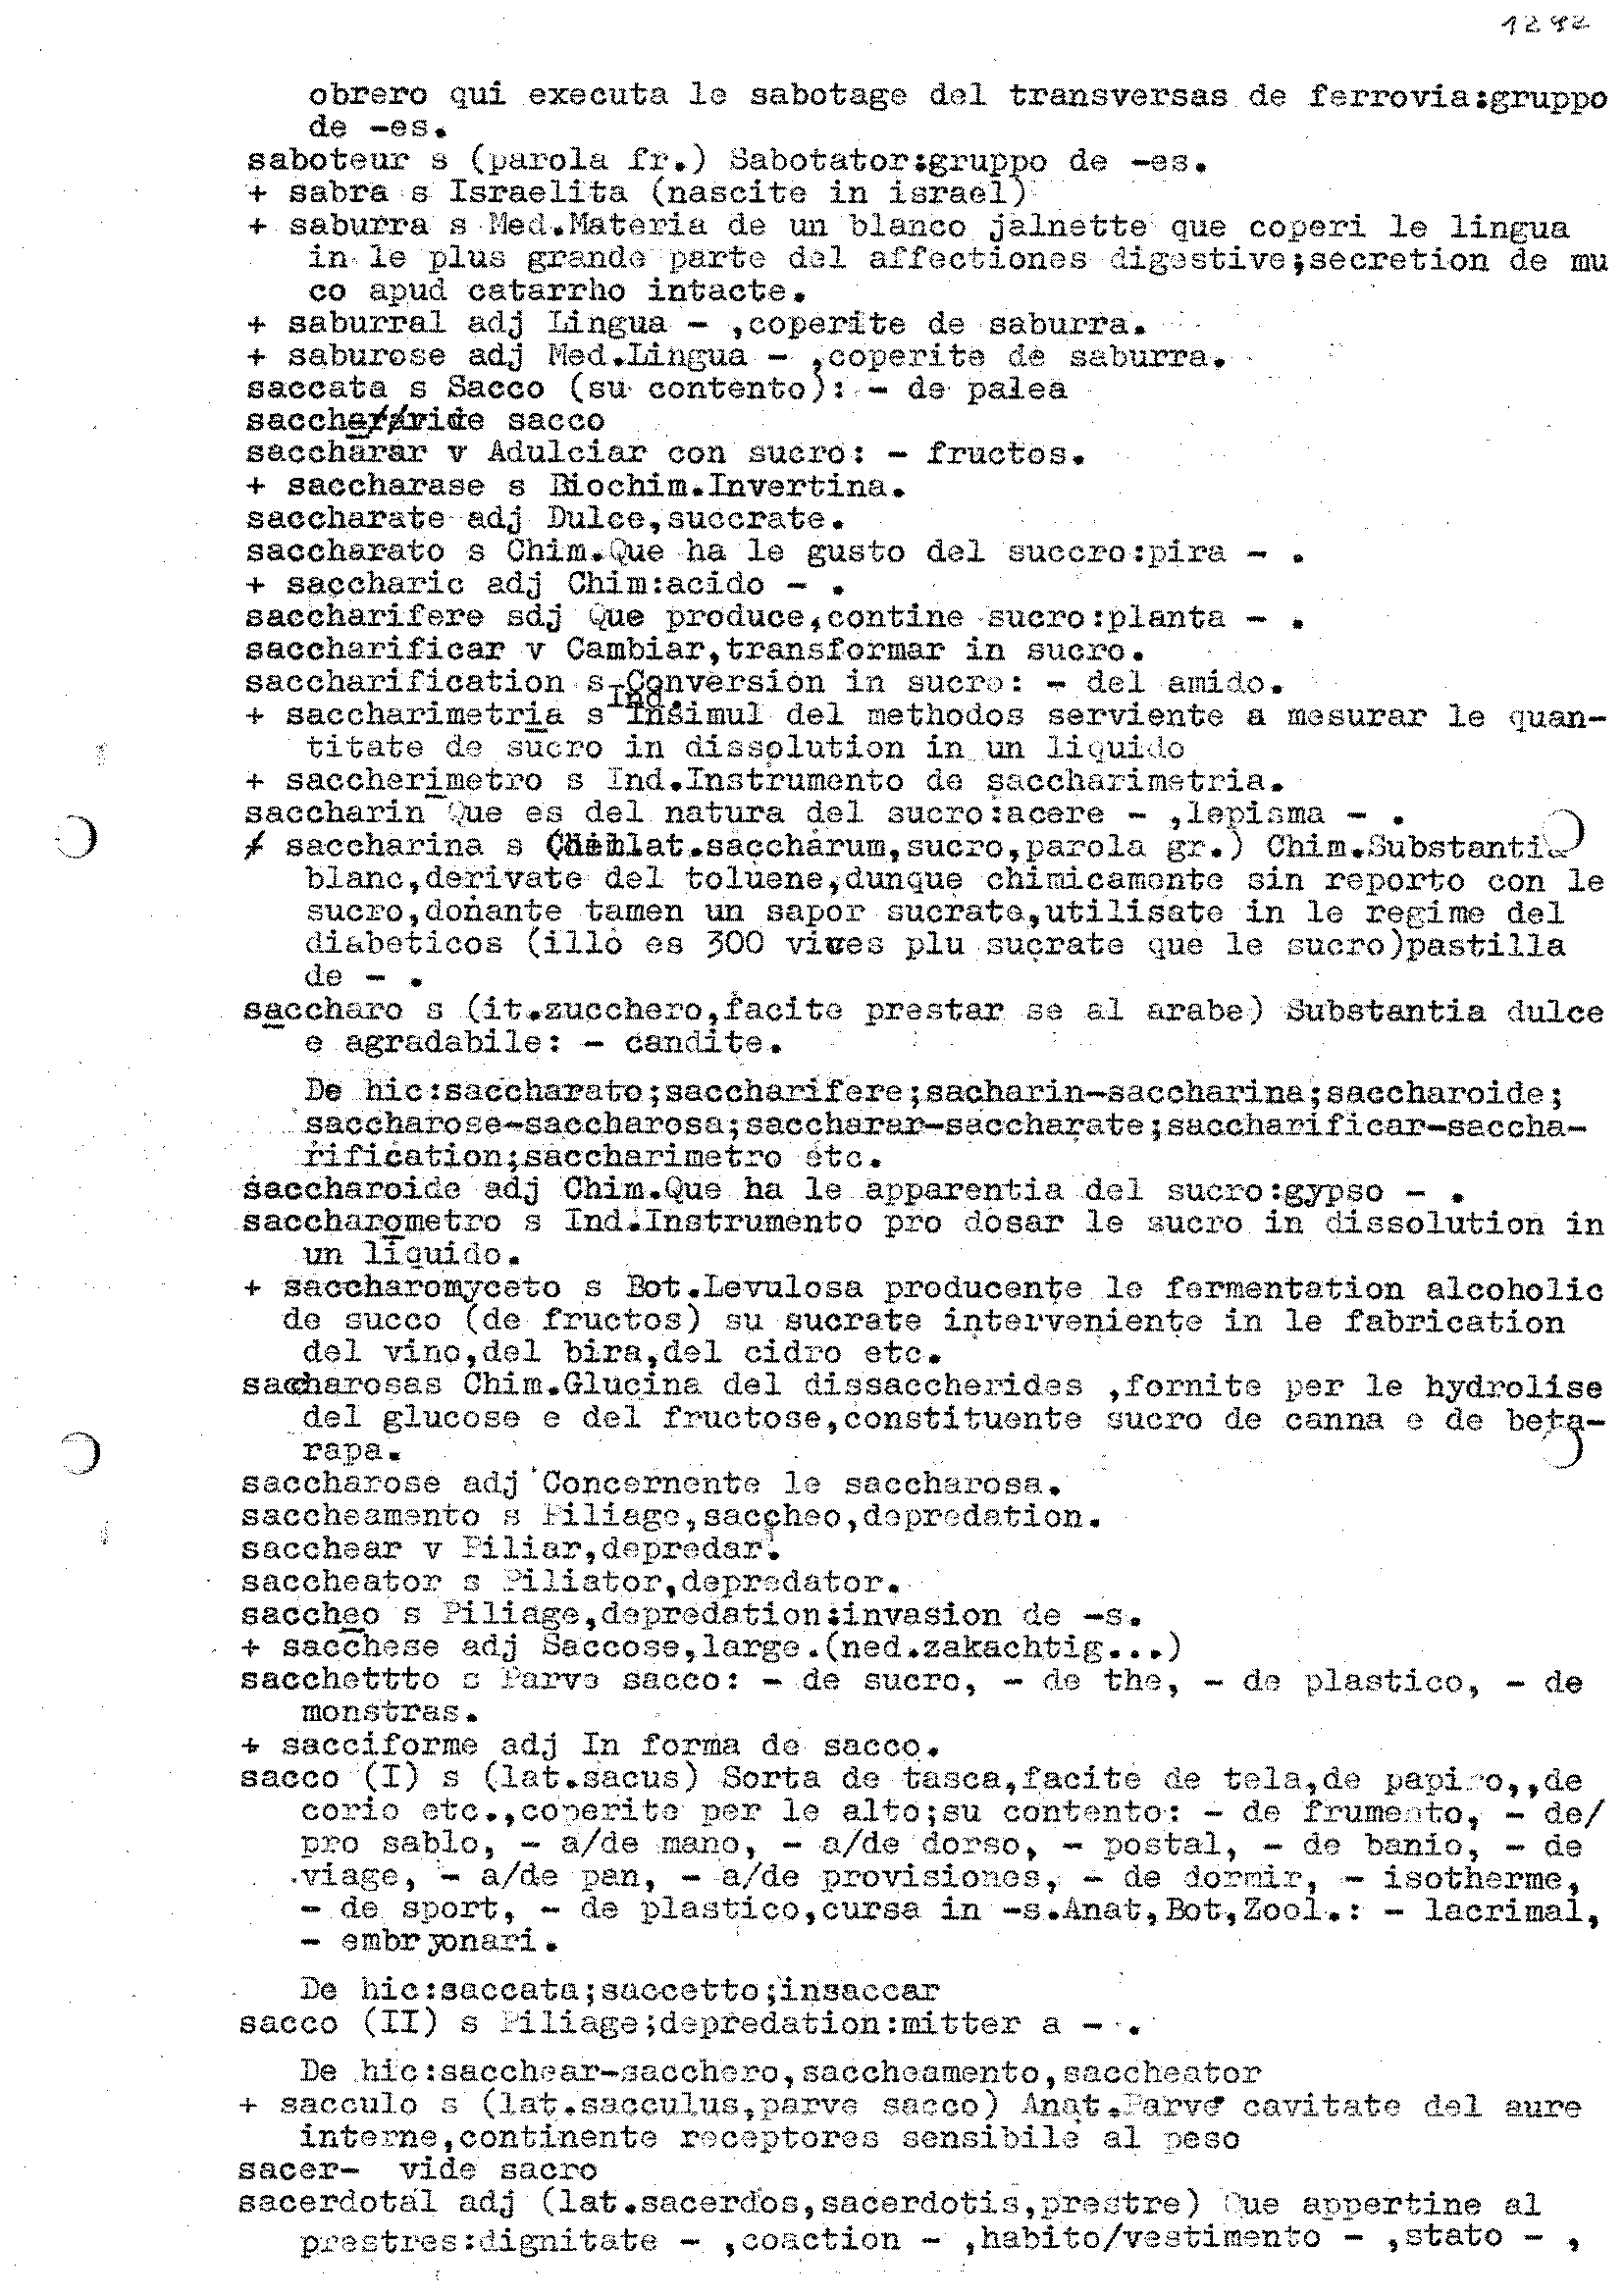 1292
obrero qui executa le sabotage del transversas de ferrovia:gruppo
de -es.
saboteur s (parola fr.) Sabotator:gruppo de -es.
+ sabra s Israelita (nascite in israel)
+ saburra s Med.Materia de un blanco jalnette que coperi le lingua
in le plus grande parte del affectiones digestive;secretion de mu
co apud catarrho intacte.
+ saburral adj Lingua - ,coperite de saburra.
+ saburose adj Med.Lingua - ,coperite de saburra.
saccata s Sacco (su contento): - de palea
sacco
saccharar v Adulciar con sucro: - fructos.
+ saccharase s Biochim.Invertina.
saccharate adj Dulce,succrate.
saccharato s Chim.Que ha le gusto del succro:pira - .
+ saccharic adj Chim:acido - .
saccharifere sdj Que produce,contine sucro:planta - .
saccharificar v Cambiar,transformar in sucro.
saccharification s Conversion in sucro: - del amido.
+ saccharimetria s Ind. Insimul del methodos serviente a mesurar le quan-
titate de sucro in dissolution in un liquido
+ saccherimetro s Ind.Instrumento de saccharimetria.
saccharin Que es del natura del sucro:acere - ,lepisma - .
+ saccharina s lat.saccharum,sucro,parola gr.) Chim.Substantia
blanc,derivate del toluene,dunque chimicamente sin reporto con le
sucro,donante tamen un sapor sucrate,utilisate in le regime del
diabeticos (illo es 300 vices plu sucrate que le sucro)pastilla
de - .
saccharo s (it.zucchero,facite prestar se al arabe) Substantia dulce
e agradabile: - candite.
De hic:saccharato;saccharifere;sacharin-saccharina;saccharoide;
saccharose-saccharosa;saccharar-saccharate;saccharificar-saccha-
rification;saccharimetro etc.
saccharoide adj Chim.Que ha le apparentia del sucro:gypso - .
saccharometro s Ind.Instrumento pro dosar le sucro in dissolution in
un liquido.
+ saccharomyceto s Bot.Levulosa producente le fermentation alcoholic
de succo (de fructos) su sucrate interveniente in le fabrication
del vino,del bira,del cidro etc.
saccharosas Chim.Glucina del dissaccherides ,fornite per le hydrolise
del glucose e del fructose,constituente sucro de canna e de beta-
rapa.
saccharose adj Concernente le saccharosa.
saccheamento s Piliage,saccheo,depredation.
sacchear v Piliar,depredar.
saccheator s Piliator,depredator.
saccheo s Piliage,depredation:invasion de -s.
+ sacchese adj Saccose,large.(ned.zakachtig...)
sacchettto s Parve sacco: - de sucro, - de the, - de plastico, - de
monstras.
+ sacciforme adj In forma de sacco.
sacco (I) s (lat.sacus) Sorta de tasca,facite de tela,de papiro,,de
corio etc.,coperite per le alto;su contento: - de frumento, - de/
pro sablo, - a/de mano, - a/de dorso, - postal, - de banio, - de
viage, - a/de pan, - a/de provisiones, - de dormir, - isotherme,
- de sport, - de plastico,cursa in -s.Anat,Bot,Zool.: - lacrimal,
- embryonari.
De hic:saccata;saccetto;insaccar
sacco (II) s Piliage;depredation:mitter a - .
De hic:sacchear-sacchero,saccheamento,saccheator
+ sacculo s (lat.sacculus,parve sacco) Anat.Parve cavitate del aure
interne,continente receptores sensibile al peso
sacer- vide sacro
sacerdotal adj (lat.sacerdos,sacerdotis,prestre) Que appertine al
prestres:dignitate - ,coaction - ,habito/vestimento - ,stato - ,